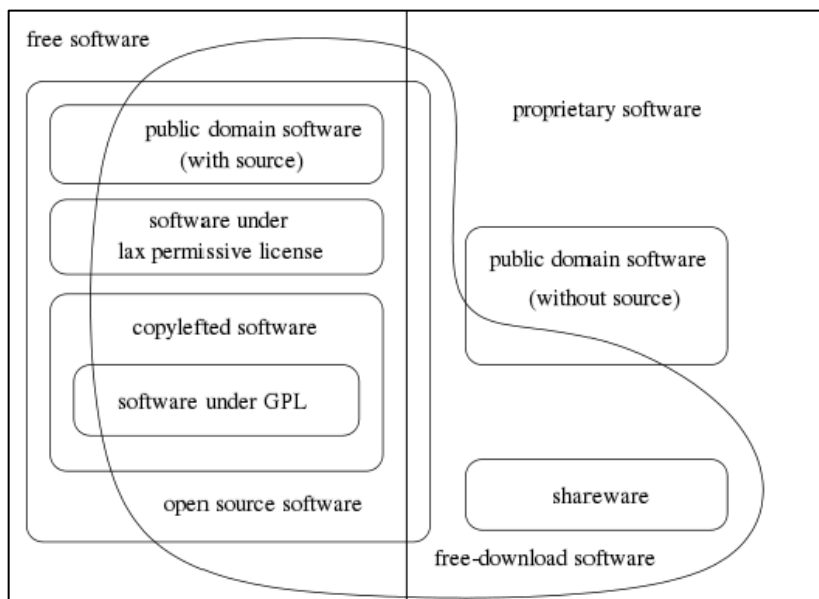 free software
proprietary software
public domain software
(with source)
software under
lax permissive license
copylefted software
software under GPL
open source software
public domain software
(without source)
shareware
free-download software